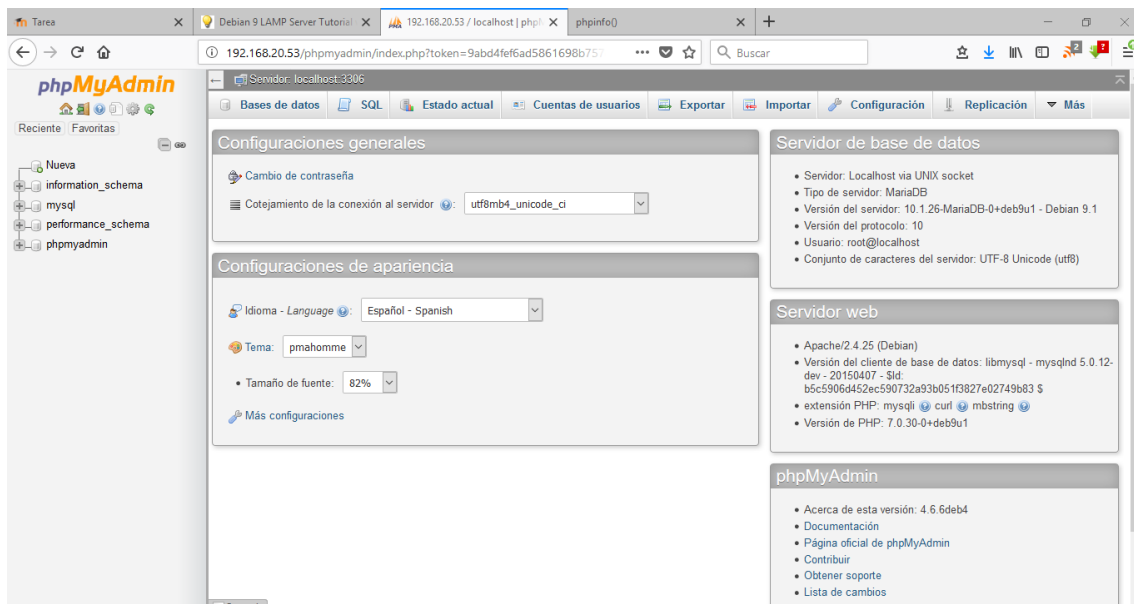 Tarea
Debian 9 LAMP Server Tutorial
192.168.20.53 / localhost | php
phpinfo()
192.168.20.53/phpmyadmin/index.php?token=9abd4fef6ad5861698b75
Buscar
2
?
phpMyAdmin
Reciente Favoritas
Nueva
information_schema
mysql
performance_schema
phpmyadmin
Servidor: localhost:3306
Bases de datos SQL Estado actual Cuentas de usuarios Exportar Importar Configuración Replicación Más
Configuraciones generales
Cambio de contraseña
Cotejamiento de la conexión al servidor : utf8mb4_unicode_ci
Configuraciones de apariencia
Idioma - Language : Español - Spanish
Tema: pmahomme
• Tamaño de fuente: 82%
Más configuraciones
Servidor de base de datos
• Servidor: Localhost via UNIX socket
• Tipo de servidor: MariaDB
• Versión del servidor: 10.1.26-MariaDB-0+deb9u1 - Debian 9.1
• Versión del protocolo: 10
• Usuario: root@localhost
• Conjunto de caracteres del servidor: UTF-8 Unicode (utf8)
Servidor web
• Apache/2.4.25 (Debian)
• Versión del cliente de base de datos: libmysql - mysqlnd 5.0.12-
dev - 20150407 - $Id:
b5c5906d452ec590732a93b051f3827e02749b83 $
• extensión PHP: mysqli curl mbstring
• Versión de PHP: 7.0.30-0+deb9u1
phpMyAdmin
• Acerca de esta versión: 4.6.6deb4
• Documentación
• Página oficial de phpMyAdmin
• Contribuir
• Obtener soporte
• Lista de cambios